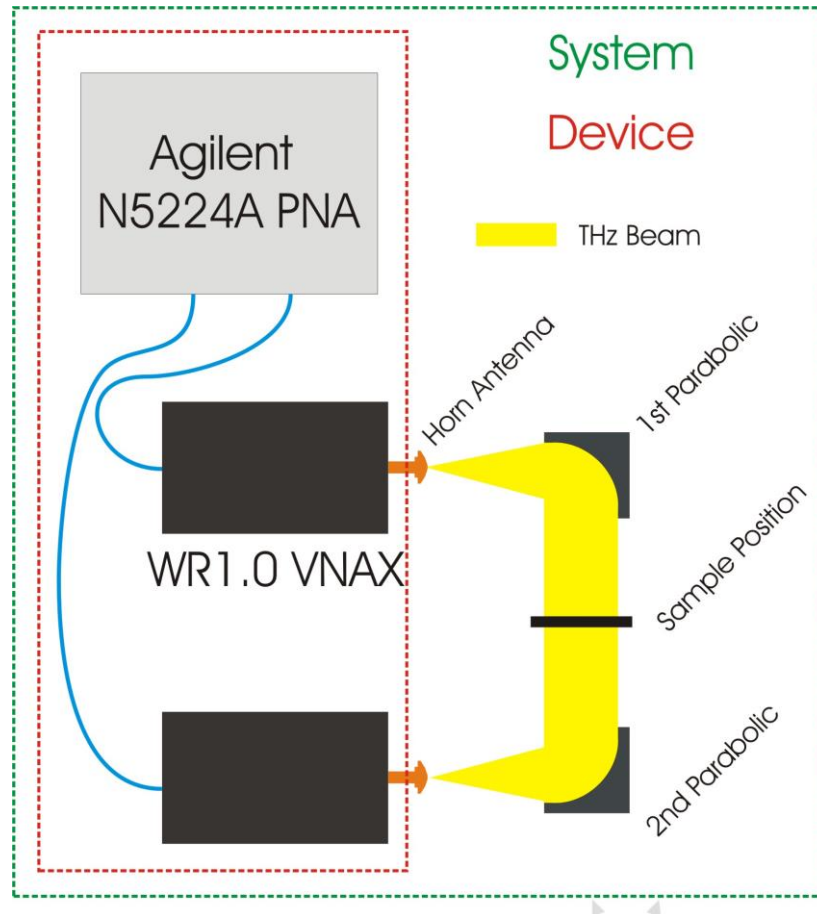 System
Device
Agilent
N5224A PNA
THz Beam
Horn Antenna
1st Parabolic
WR1.0 VNAX
Sample Position
2nd Parabolic